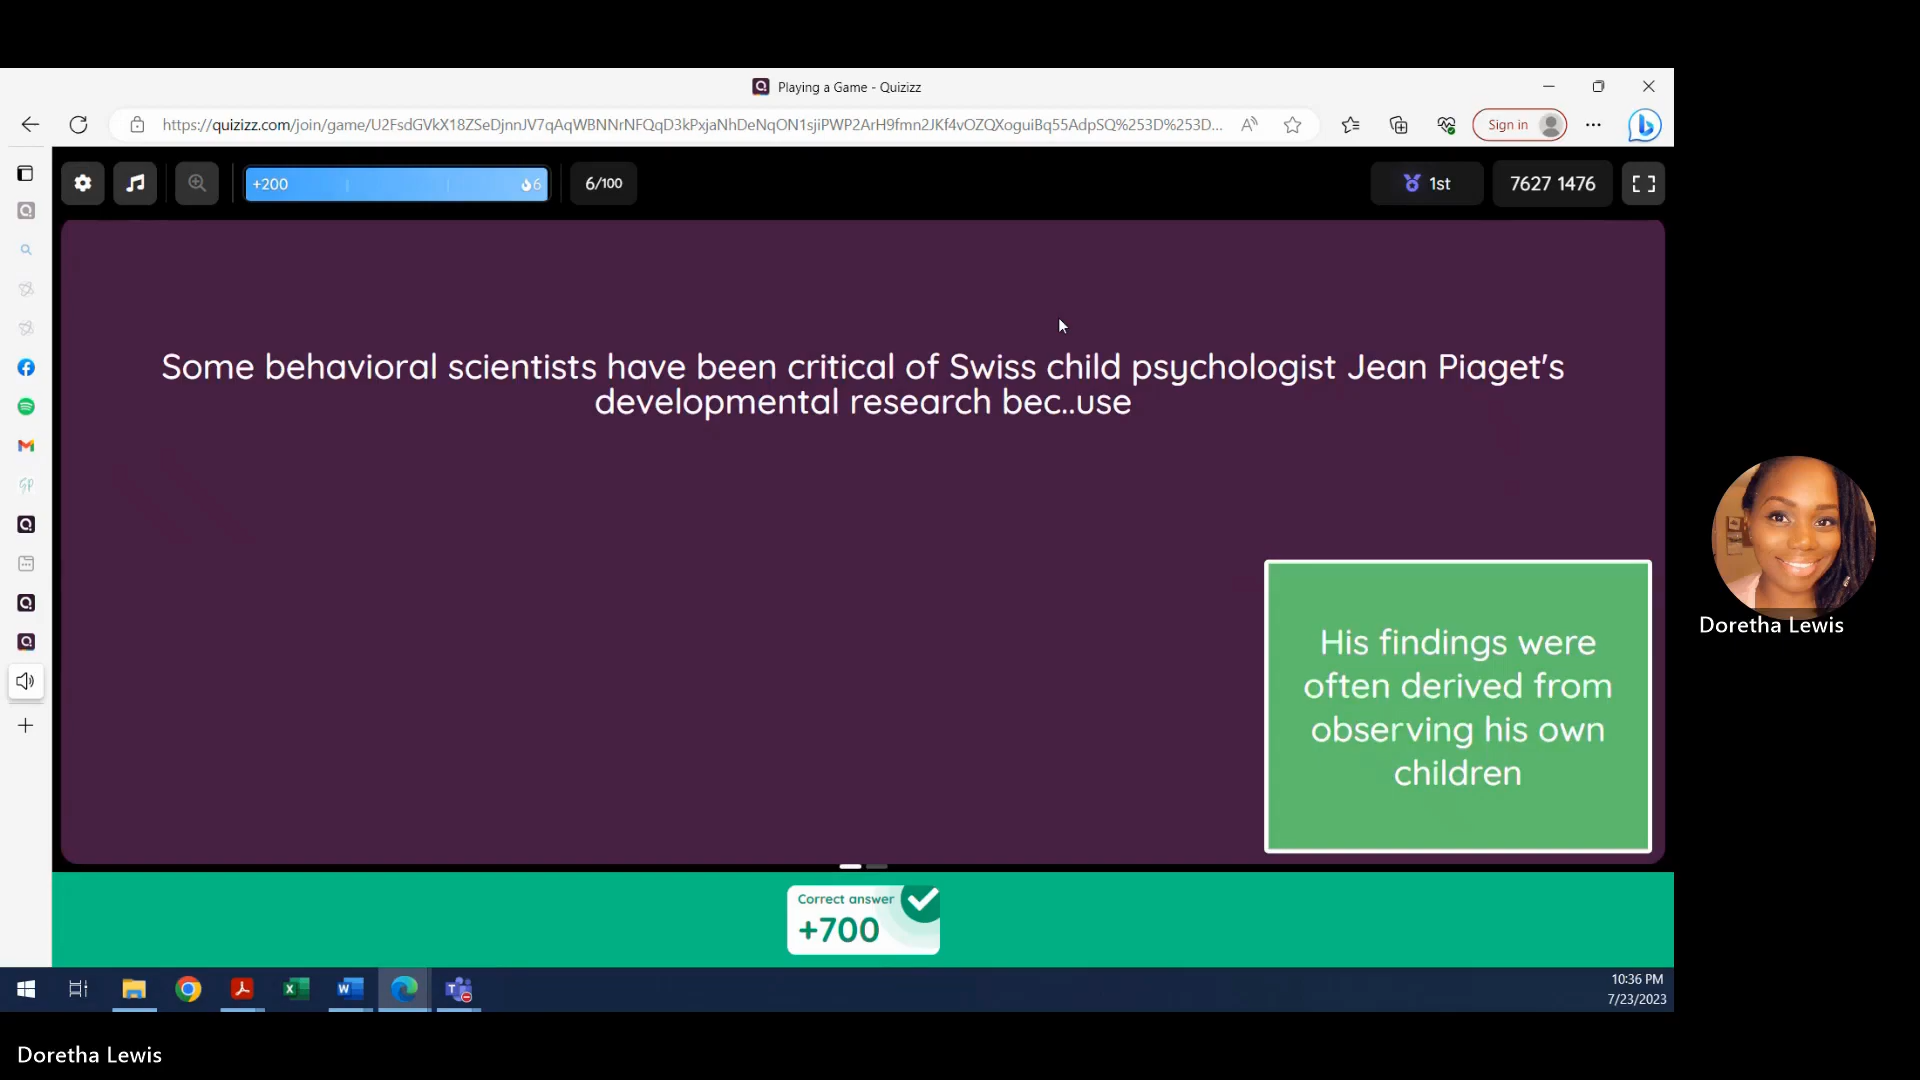 Playing a Game - Quizizz
https://quizizz.com/join/game/U2FsdGVkX18ZSeDjnnJV7qAqWBNNrNFQqD3kPxjaNhDeNqON1sjiPWP2ArH9fmn2JKf4vOZQXoguiBq55AdpSQ%253D%253D...
Sign in
+200
6
6/100
1st
7627 1476
Some behavioral scientists have been critical of Swiss child psychologist Jean Piaget's
developmental research bec..use
His findings were
often derived from
observing his own
children
Doretha Lewis
Correct answer
+700
10:36 PM
7/23/2023
Doretha Lewis